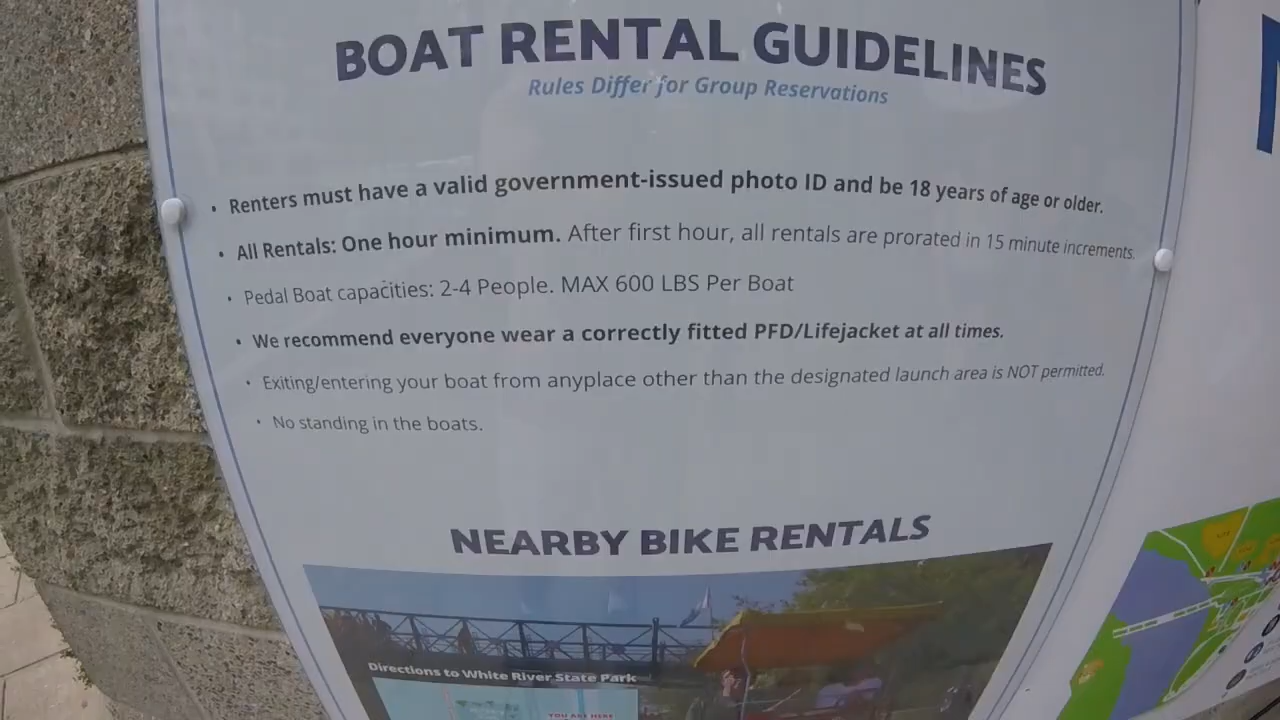 BOAT RENTAL GUIDELINES
Rules Differ for Group Reservations
• Renters must have a valid government-issued photo ID and be 18 years of age or older.
• All Rentals: One hour minimum. After first hour, all rentals are prorated in 15 minute increments.
• Pedal Boat capacities: 2-4 People. MAX 600 LBS Per Boat
• We recommend everyone wear a correctly fitted PFD/Lifejacket at all times.
• Exiting/entering your boat from anyplace other than the designated launch area is NOT permitted.
• No standing in the boats.
NEARBY BIKE RENTALS
Directions to White River State Park
YOU ARE HERE